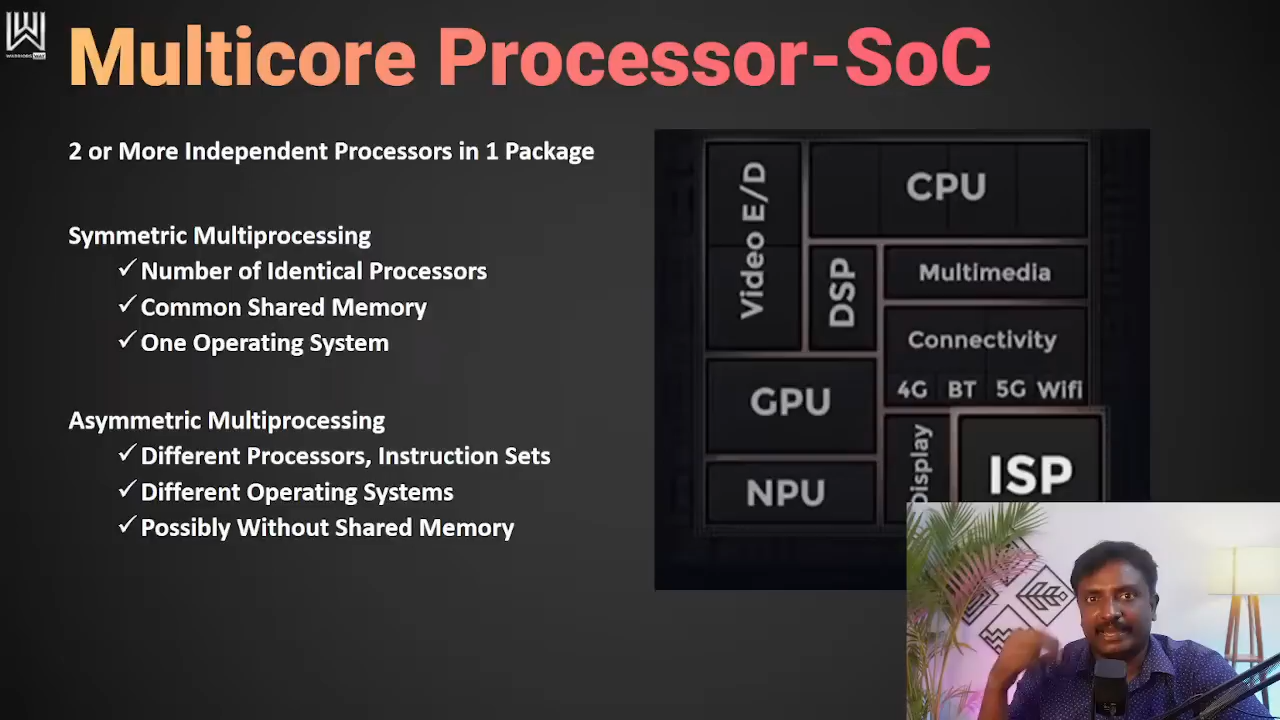 Multicore Processor-SoC
2 or More Independent Processors in 1 Package
Symmetric Multiprocessing
✓Number of Identical Processors
✓Common Shared Memory
✓One Operating System
Asymmetric Multiprocessing
✓Different Processors, Instruction Sets
✓Different Operating Systems
✓Possibly Without Shared Memory
Video E/D
CPU
DSP
Multimedia
Connectivity
4G BT 5G Wifi
GPU
Display
ISP
NPU